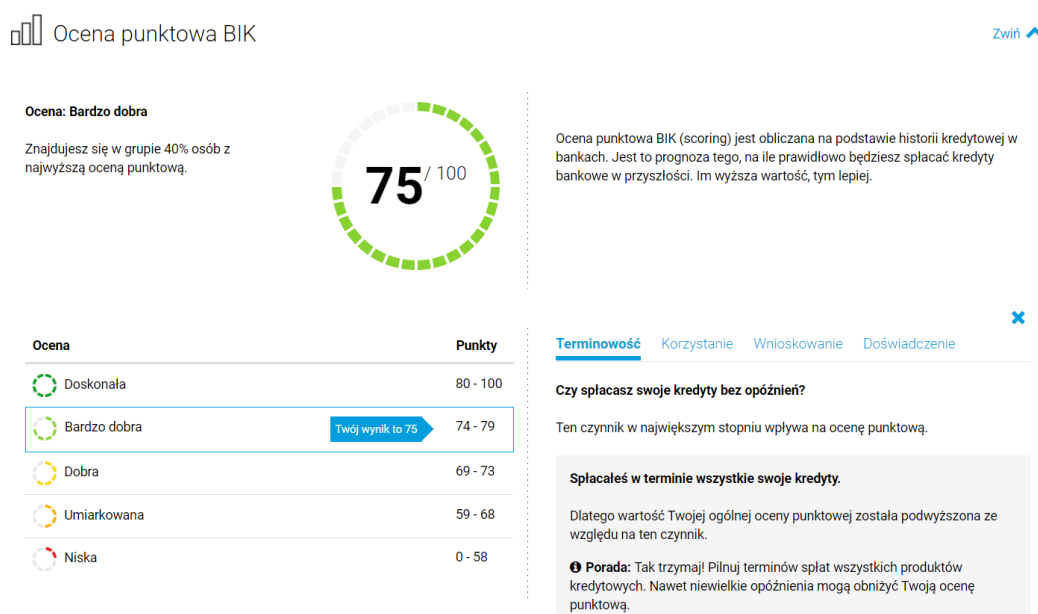 Ocena punktowa BIK
Zwiń
Ocena: Bardzo dobra
Znajdujesz się w grupie 40% osób z
najwyższą oceną punktową.
75/ 100
Ocena punktowa BIK (scoring) jest obliczana na podstawie historii kredytowej w
bankach. Jest to prognoza tego, na ile prawidłowo będziesz spłacać kredyty
bankowe w przyszłości. Im wyższa wartość, tym lepiej.
Ocena Punkty
Doskonała 80 - 100
Bardzo dobra Twój wynik to 75 74 - 79
Dobra 69 - 73
Umiarkowana 59 - 68
Niska 0 - 58
Terminowość Korzystanie Wnioskowanie Doświadczenie
Czy spłacasz swoje kredyty bez opóźnień?
Ten czynnik w największym stopniu wpływa na ocenę punktową.
Spłacałeś w terminie wszystkie swoje kredyty.
Dlatego wartość Twojej ogólnej oceny punktowej została podwyższona ze
względu na ten czynnik.
Porada: Tak trzymaj! Pilnuj terminów spłat wszystkich produktów
kredytowych. Nawet niewielkie opóźnienia mogą obniżyć Twoją ocenę
punktową.